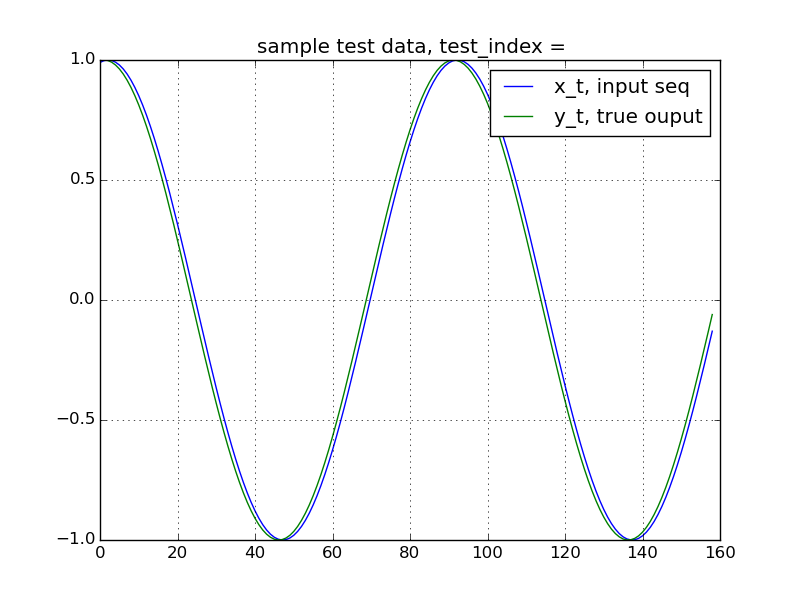 sample test data, test_index =
x_t, input seq
y_t, true ouput
1.0
0.5
0.0
−0.5
−1.0
0 20 40 60 80 100 120 140 160